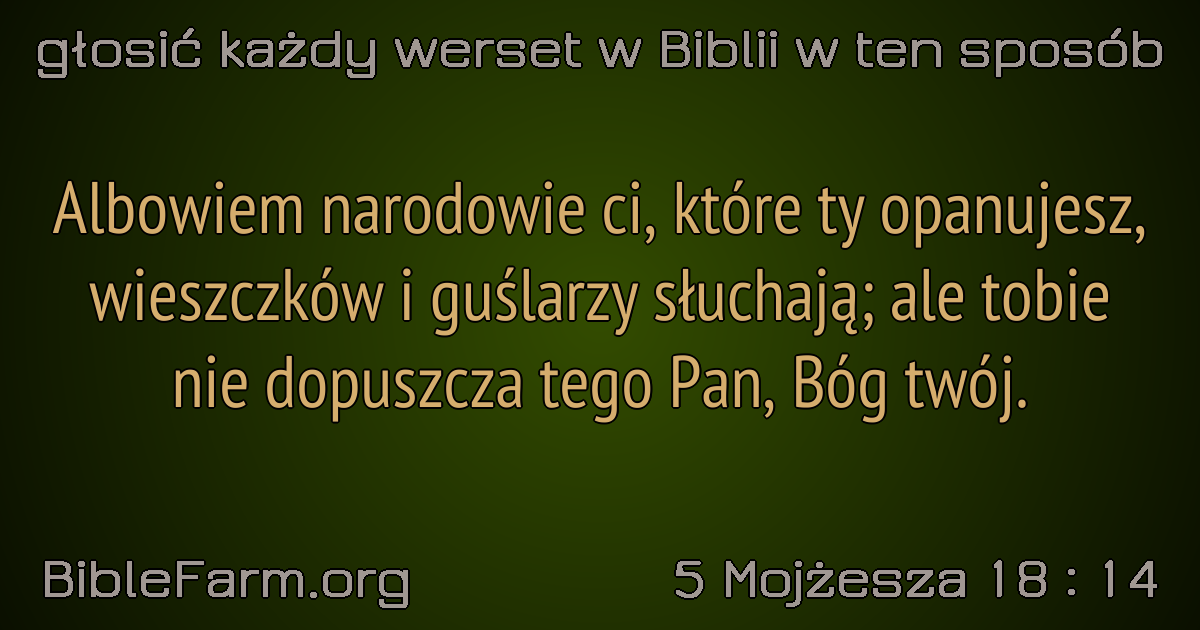 głosić każdy werset w Biblii w ten sposób
Albowiem narodowie ci, które ty opanujesz,
wieszczków i guślarzy słuchają; ale tobie
nie dopuszcza tego Pan, Bóg twój.
BibleFarm.org
5 Mojżesza 18 : 14